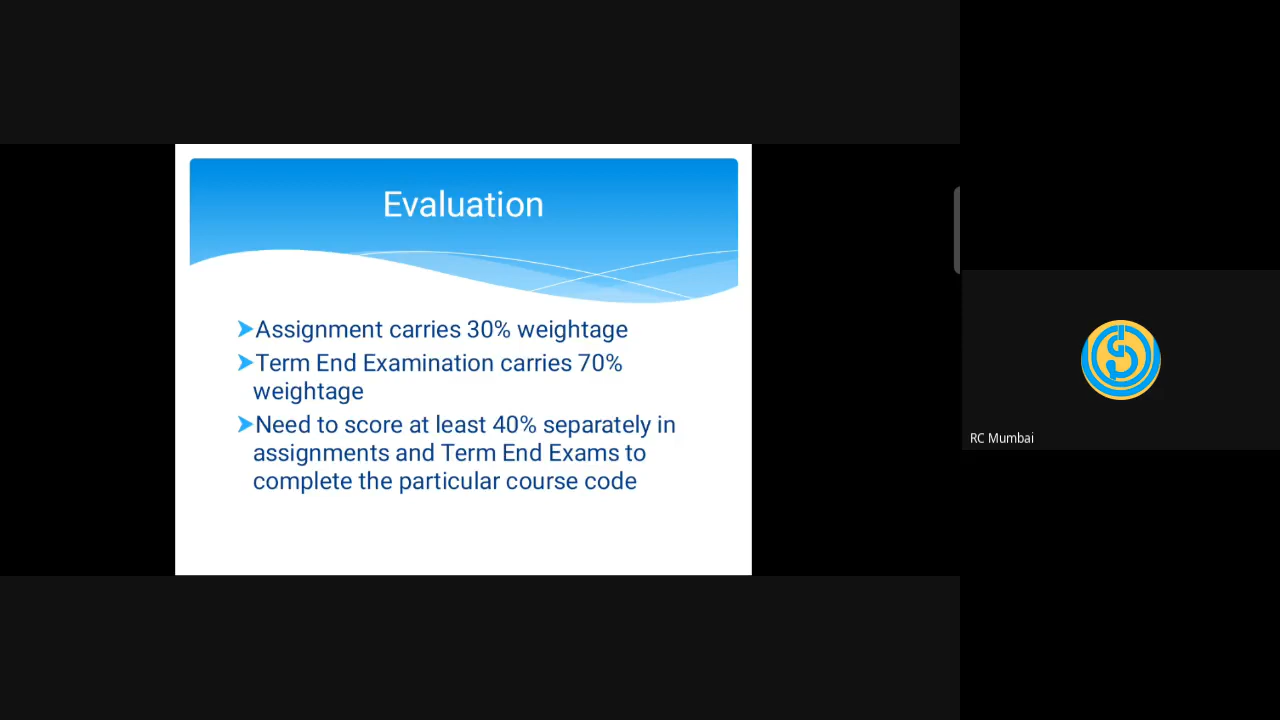 Evaluation
➤Assignment carries 30% weightage
➤Term End Examination carries 70%
weightage
➤Need to score at least 40% separately in
assignments and Term End Exams to
complete the particular course code
RC Mumbai